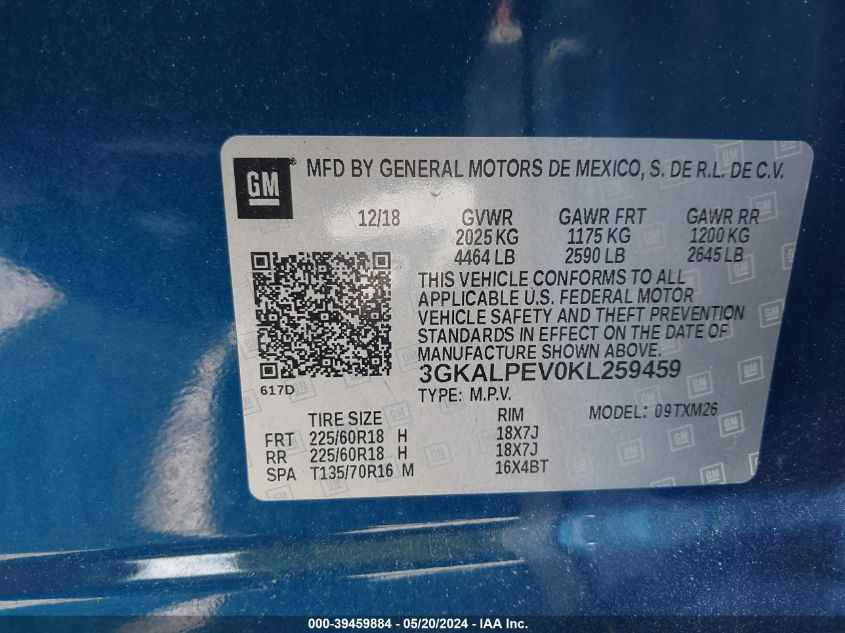 GM MFD BY GENERAL MOTORS DE MEXICO, S. DE R.L. DE C.V.
12/18 GVWR GAWR FRT GAWR RR
2025 KG 1175 KG 1200 KG
4464 LB 2590 LB 2645 LB
THIS VEHICLE CONFORMS TO ALL
APPLICABLE U.S. FEDERAL MOTOR
VEHICLE SAFETY AND THEFT PREVENTION
STANDARDS IN EFFECT ON THE DATE OF
MANUFACTURE SHOWN ABOVE.
617D
3GKALPEV0KL259459
TYPE: M.P.V. MODEL: 09TXM26
TIRE SIZE RIM
FRT 225/60R18 H 18X7J
RR 225/60R18 H 18X7J
SPA T135/70R16 M 16X4BT
000-39459884 - 05/20/2024 - IAAI.COM